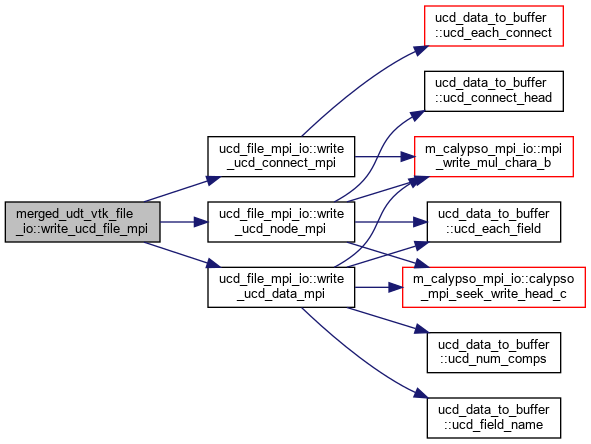 merged_udt_vtk_file
_io::write_ucd_file_mpi
ucd_file_mpi_io::write
_ucd_connect_mpi
ucd_file_mpi_io::write
_ucd_node_mpi
ucd_file_mpi_io::write
_ucd_data_mpi
ucd_data_to_buffer
::ucd_each_connect
ucd_data_to_buffer
::ucd_connect_head
m_calypso_mpi_io::mpi
_write_mul_chara_b
ucd_data_to_buffer
::ucd_each_field
m_calypso_mpi_io::calypso
_mpi_seek_write_head_c
ucd_data_to_buffer
::ucd_num_comps
ucd_data_to_buffer
::ucd_field_name